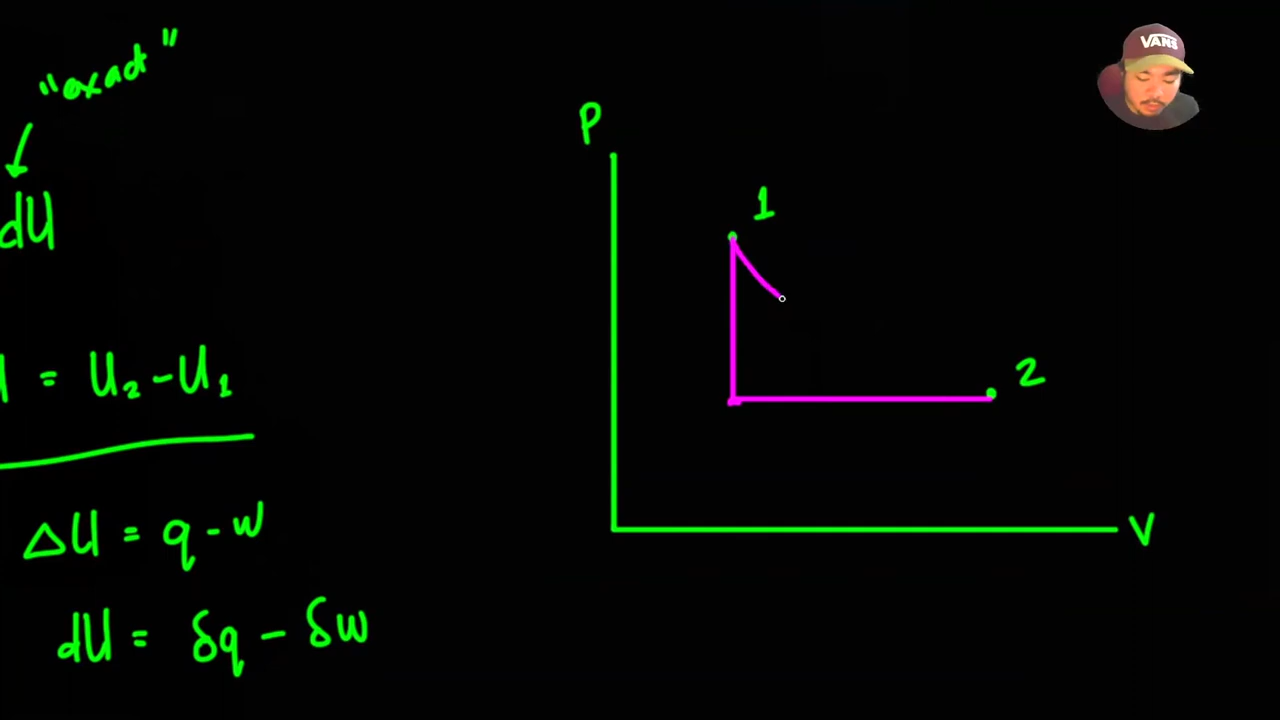 "exact"
dU
= U₂ - U₁
ΔU = q - w
dU = δq - δw
P
1
2
V
VANS